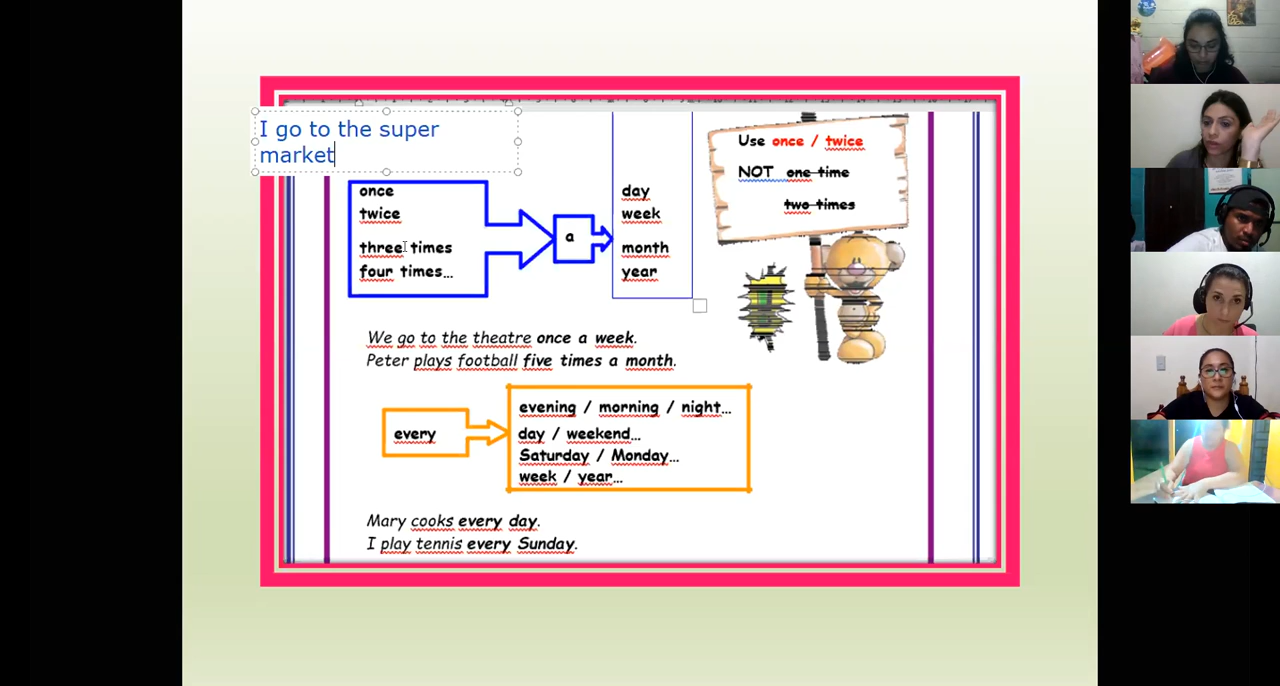 I go to the super
market
once
twice
three times
four times...
a
day
week
month
year
Use once / twice
NOT one time
two times
We go to the theatre once a week.
Peter plays football five times a month.
every
evening / morning / night...
day / weekend...
Saturday / Monday...
week / year...
Mary cooks every day.
I play tennis every Sunday.